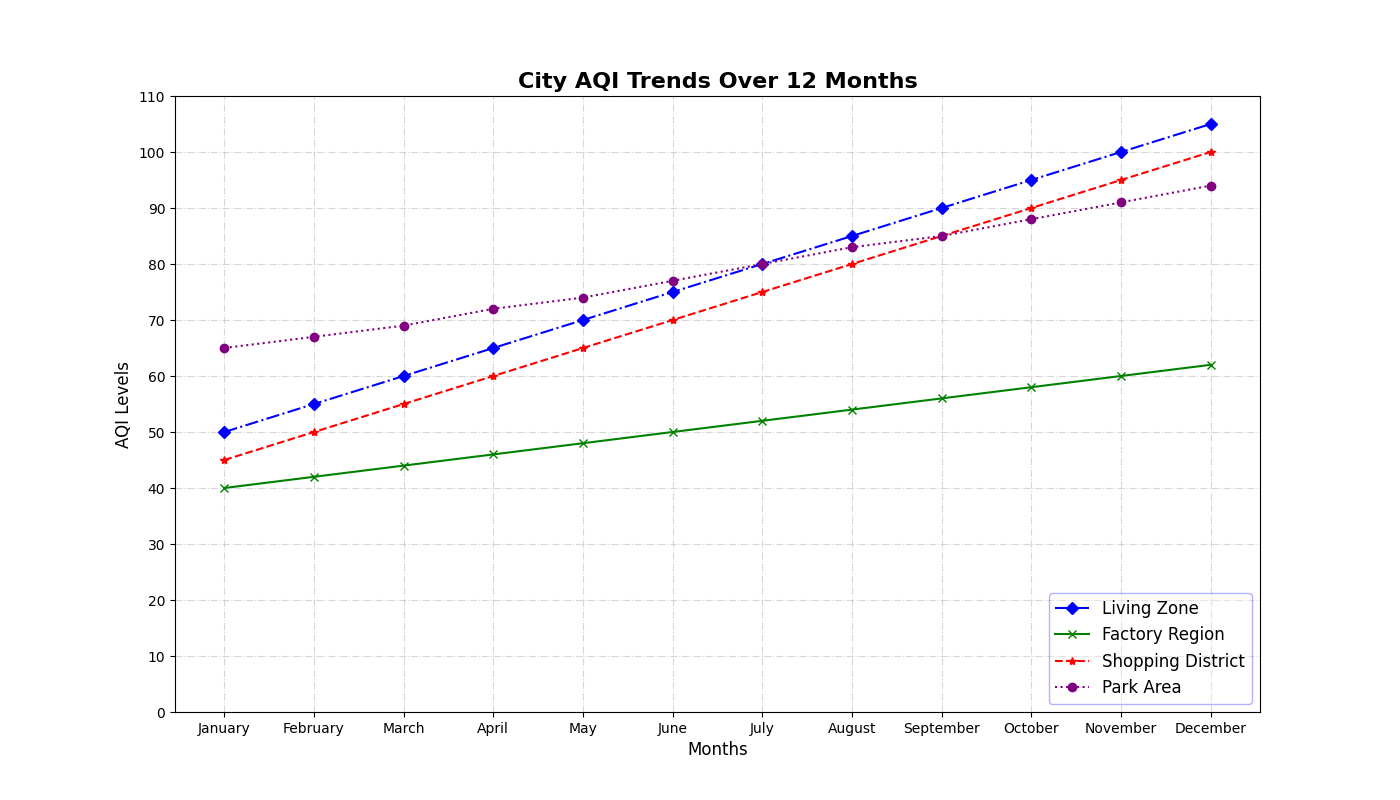 City AQI Trends Over 12 Months
AQI Levels
110
100
90
80
70
60
50
40
30
20
10
0
January February March April May June July August September October November December
Months
Living Zone
Factory Region
Shopping District
Park Area